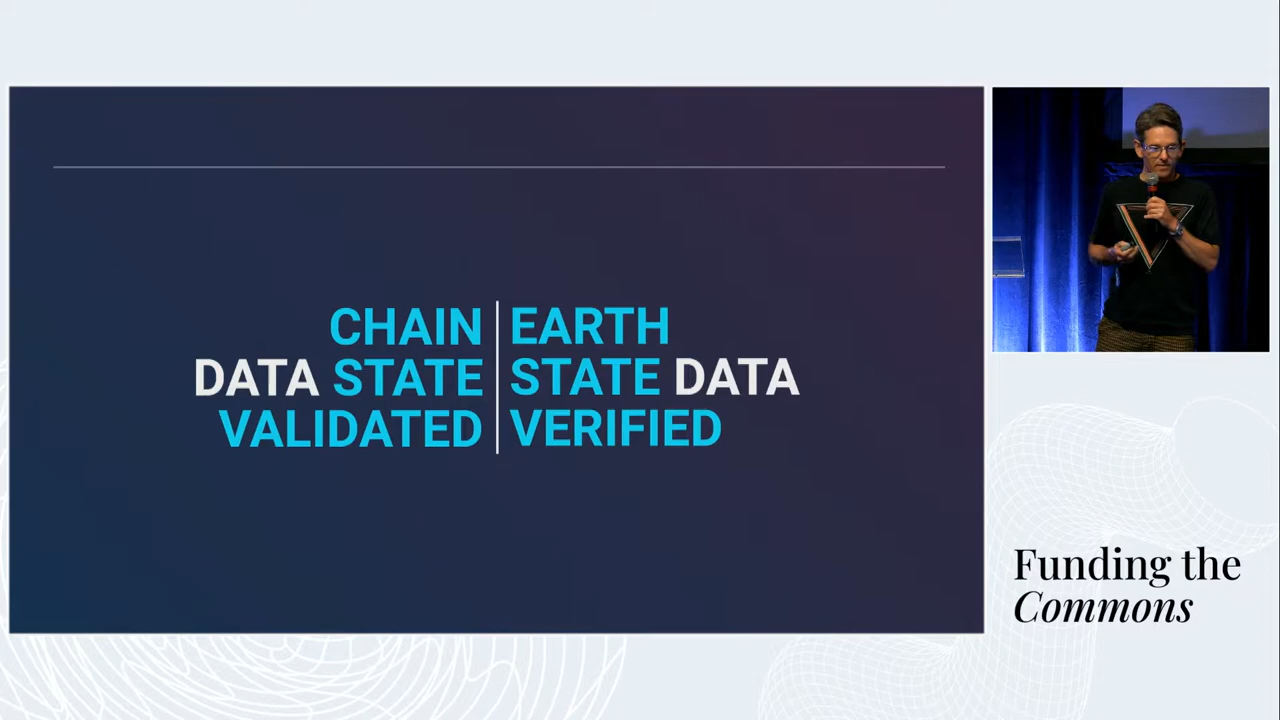 CHAIN
DATA STATE
VALIDATED
EARTH
STATE DATA
VERIFIED
Funding the
Commons